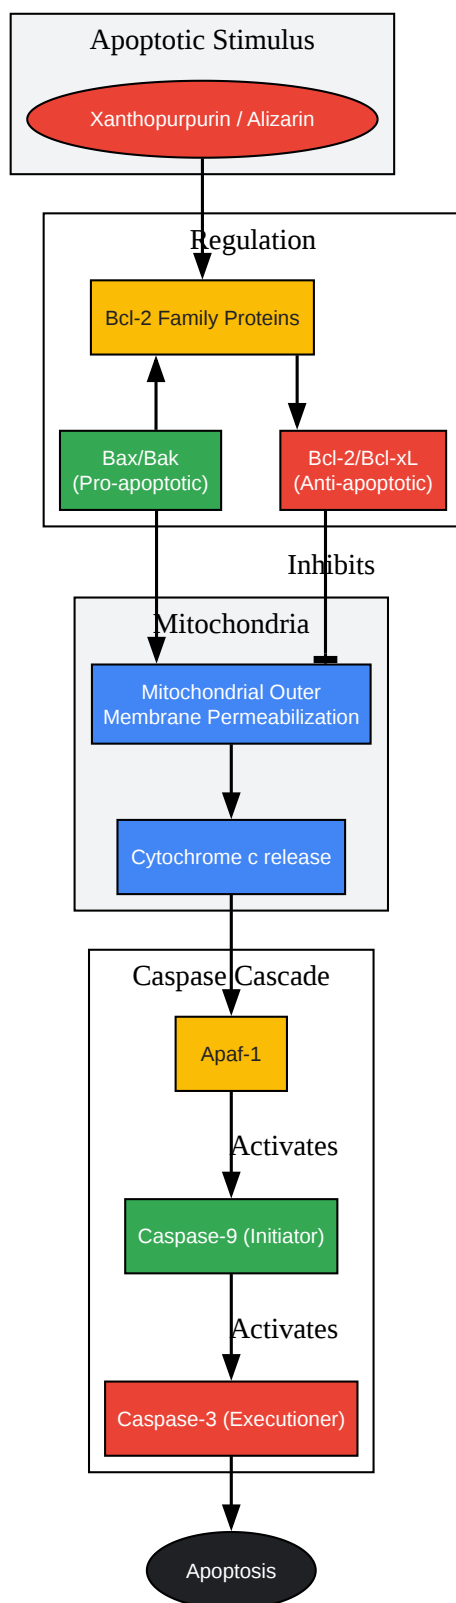 Apoptotic Stimulus
Xanthopurpurin / Alizarin
Regulation
Bcl-2 Family Proteins
Bax/Bak
(Pro-apoptotic)
Bcl-2/Bcl-xL
(Anti-apoptotic)
Inhibits
Mitochondria
Mitochondrial Outer
Membrane Permeabilization
Cytochrome c release
Caspase Cascade
Apaf-1
Activates
Caspase-9 (Initiator)
Activates
Caspase-3 (Executioner)
Apoptosis